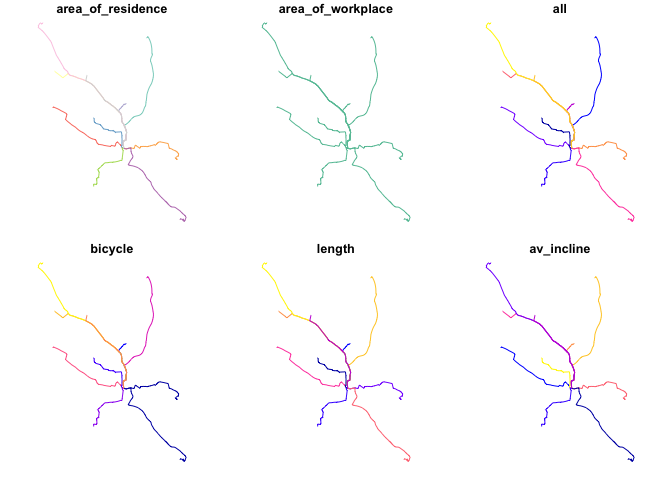 area_of_residence
area_of_workplace
all
bicycle
length
av_incline